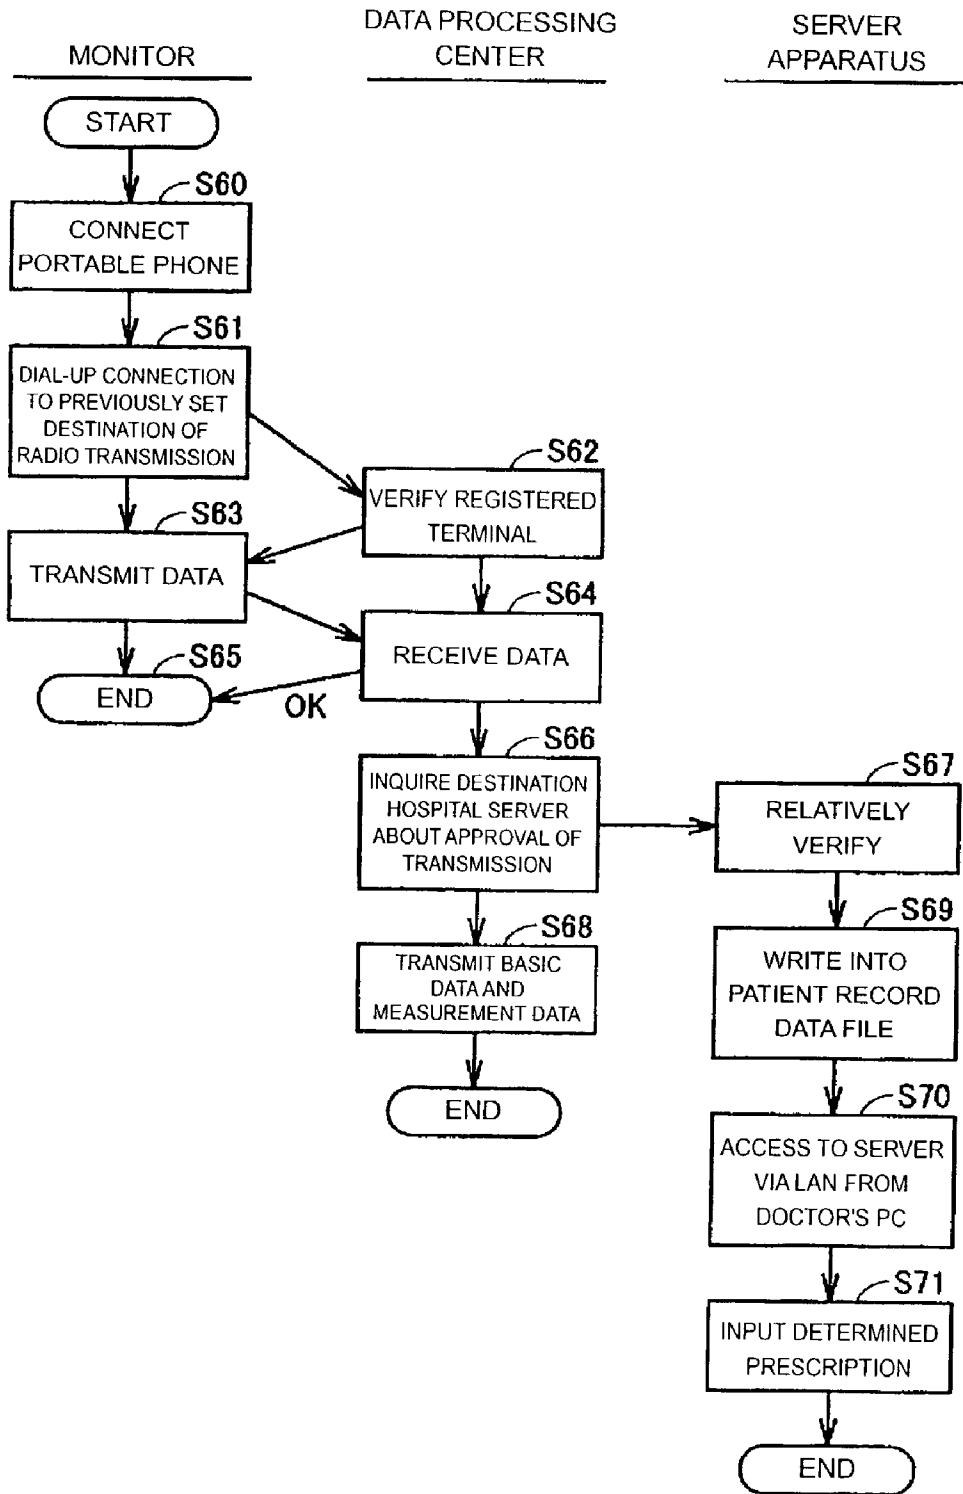 MONITOR
DATA PROCESSING
CENTER
SERVER
APPARATUS
START
S60
CONNECT
PORTABLE PHONE
S61
DIAL-UP CONNECTION
TO PREVIOUSLY SET
DESTINATION OF
RADIO TRANSMISSION
S62
VERIFY REGISTERED
TERMINAL
S63
TRANSMIT DATA
S64
RECEIVE DATA
S65
END
OK
S66
INQUIRE DESTINATION
HOSPITAL SERVER
ABOUT APPROVAL OF
TRANSMISSION
S67
RELATIVELY
VERIFY
S68
TRANSMIT BASIC
DATA AND
MEASUREMENT DATA
END
S69
WRITE INTO
PATIENT RECORD
DATA FILE
S70
ACCESS TO SERVER
VIA LAN FROM
DOCTOR'S PC
S71
INPUT DETERMINED
PRESCRIPTION
END